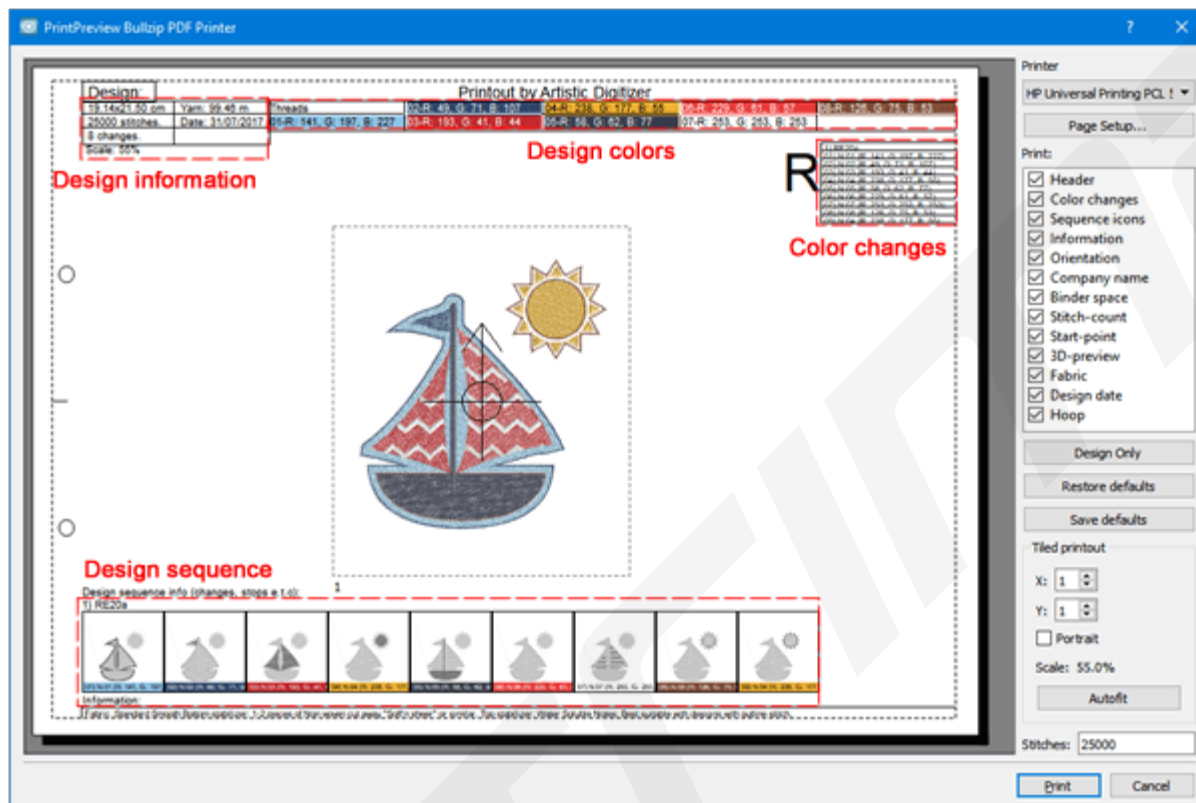 PrintPreview Bullzip PDF Printer
?
Design:
Printout by Artistic Digitizer
19.14x21.50 cm Yarn: 99.46 m
25000 stitches. Date: 31/07/2017
8 changes.
Scale: 55%
Threads
02-R: 49, G: 71, B: 107
04-R: 238, G: 177, B: 55
06-R: 229, G: 61, B: 57
08-R: 126, G: 75, B: 53
01-R: 141, G: 197, B: 227
03-R: 193, G: 41, B: 44
05-R: 58, G: 62, B: 77
07-R: 253, G: 253, B: 253
Design information
Design colors
R
1) RE20a
Color changes
1
Design sequence
Design sequence info (changes, stops e.t.c):
1) RE20a
Information:
Printer
HP Universal Printing PCL
Page Setup...
Print:
Header
Color changes
Sequence icons
Information
Orientation
Company name
Binder space
Stitch-count
Start-point
3D-preview
Fabric
Design date
Hoop
Design Only
Restore defaults
Save defaults
Tiled printout
X: 1
Y: 1
Portrait
Scale: 55.0%
Autofit
Stitches: 25000
Print
Cancel